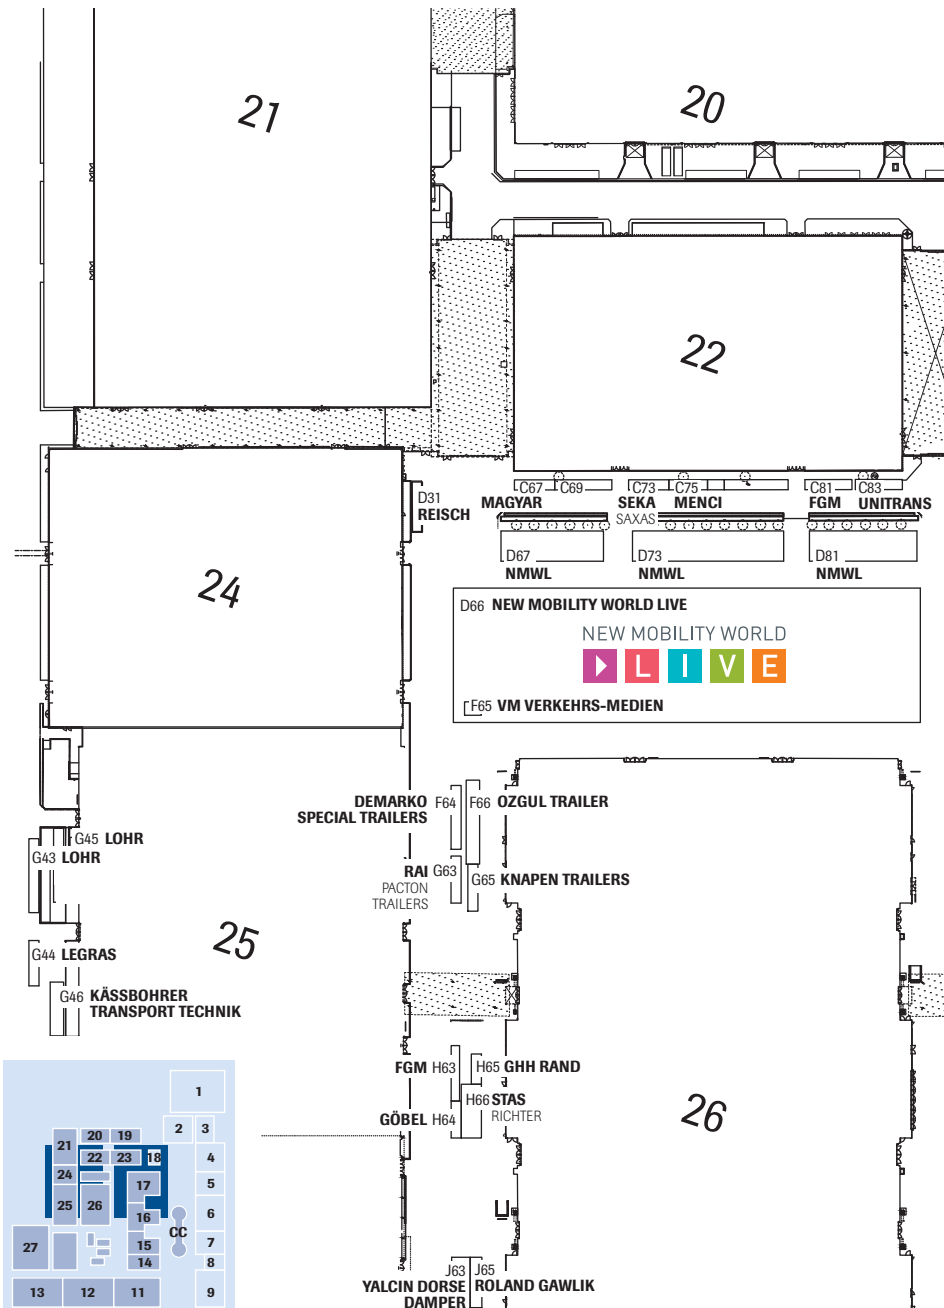 21
20
22
C67
C69
C73
C75
C81
C83
MAGYAR
SEKA
SAXAS
MENCI
FGM
UNITRANS
D31
REISCH
24
D67
NMWL
D73
NMWL
D81
NMWL
D66 NEW MOBILITY WORLD LIVE
NEW MOBILITY WORLD
LIVE
F65 VM VERKEHRS-MEDIEN
DEMARKO
SPECIAL TRAILERS
F64
F66 OZGUL TRAILER
G45 LOHR
G43 LOHR
RAI
PACTON
TRAILERS
G63
G65 KNAPEN TRAILERS
25
G44 LEGRAS
G46 KÄSSBOHRER
TRANSPORT TECHNIK
FGM H63
H65 GHH RAND
H66 STAS
RICHTER
GÖBEL H64
26
J63
YALCIN DORSE
DAMPER
J65
ROLAND GAWLIK
1
2
3
21
20
19
22
23
18
4
24
17
5
25
26
16
6
CC
27
15
7
14
8
13
12
11
9